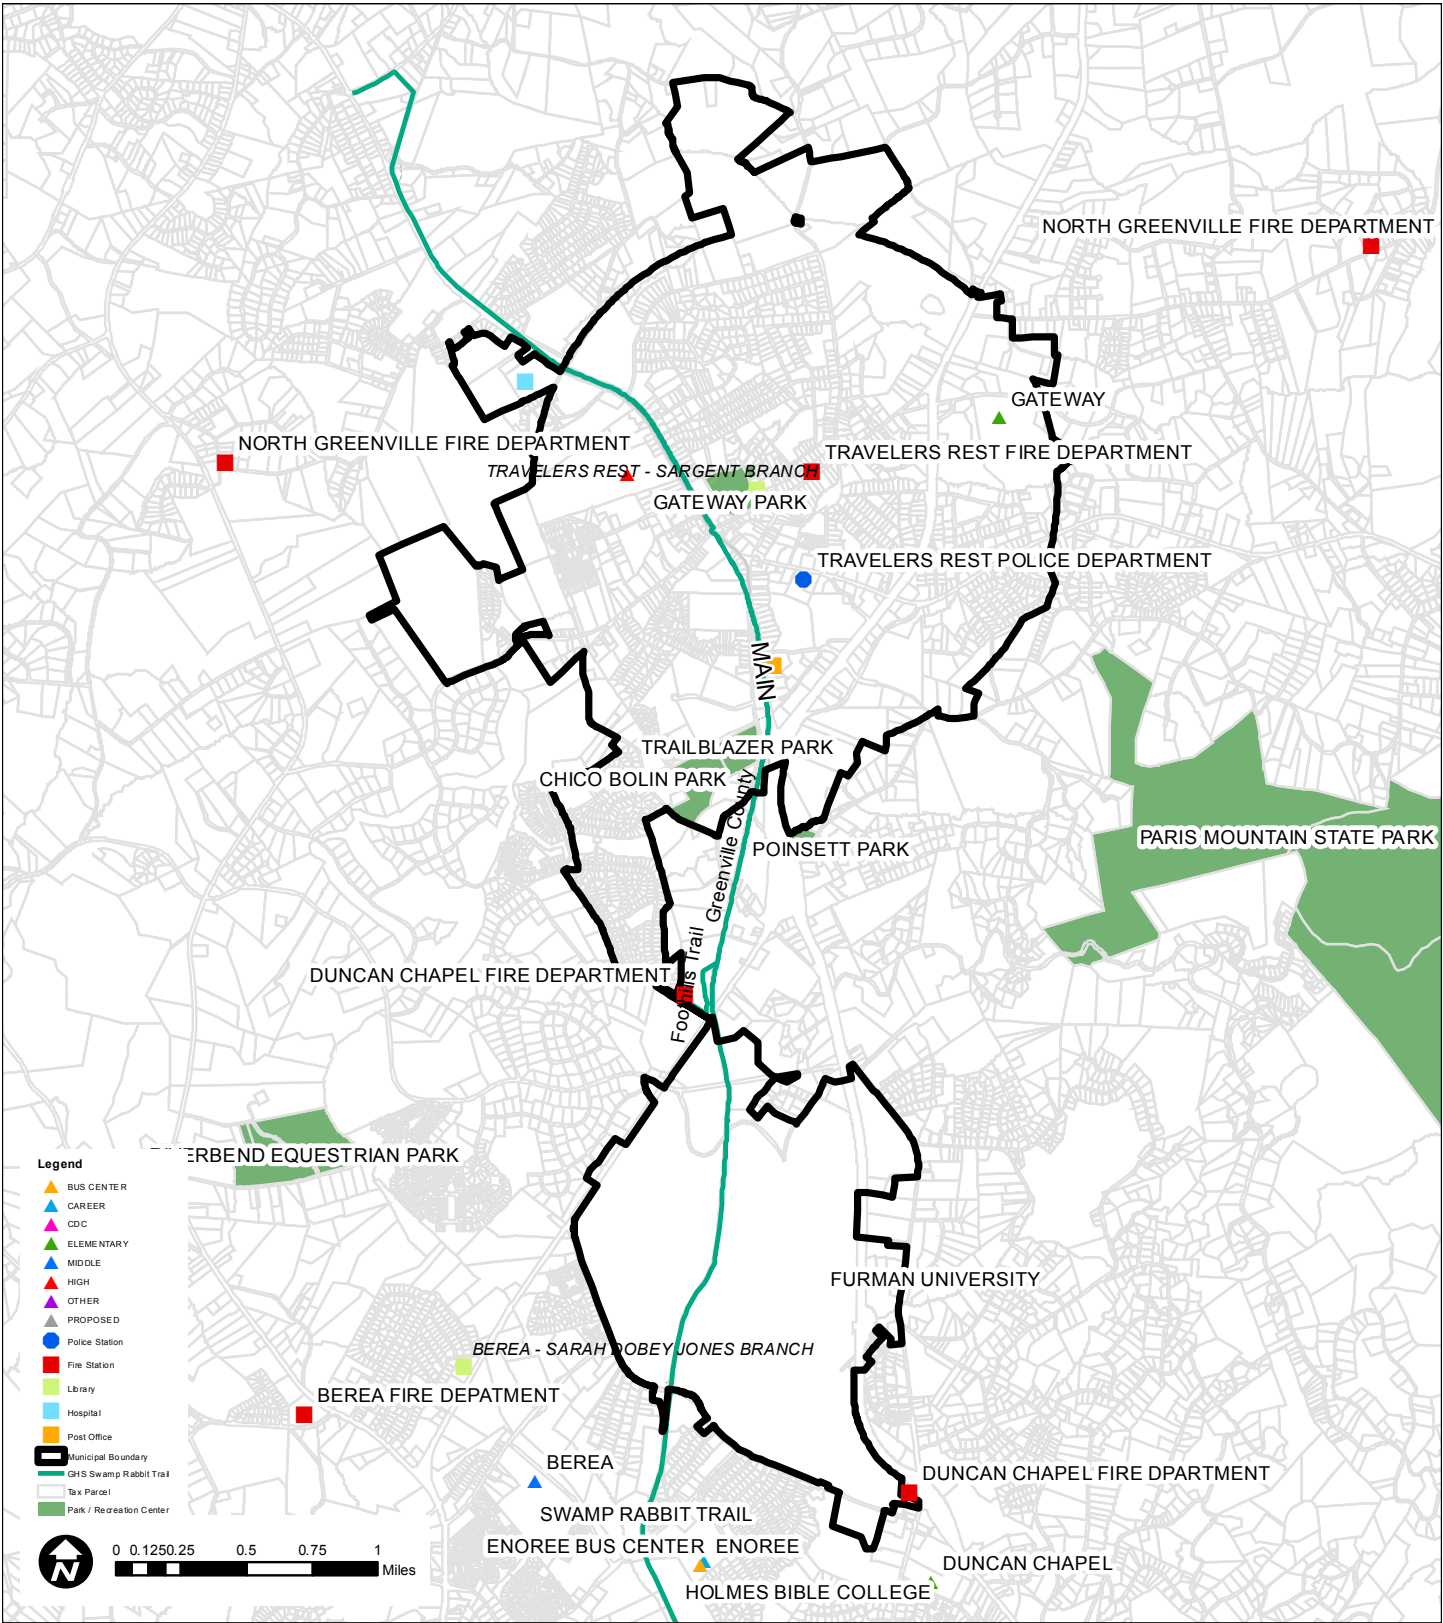 NORTH GREENVILLE FIRE DEPARTMENT
GATEWAY
NORTH GREENVILLE FIRE DEPARTMENT
TRAVELERS REST FIRE DEPARTMENT
TRAVELERS REST - SARGENT BRANCH
GATEWAY PARK
TRAVELERS REST POLICE DEPARTMENT
MAIN
TRAILBLAZER PARK
CHICO BOLIN PARK
PARIS MOUNTAIN STATE PARK
POINSETT PARK
Foothills Trail Greenville County
DUNCAN CHAPEL FIRE DEPARTMENT
RIVERBEND EQUESTRIAN PARK
FURMAN UNIVERSITY
BEREA - SARAH DOBEY JONES BRANCH
BEREA FIRE DEPATMENT
BEREA
DUNCAN CHAPEL FIRE DPARTMENT
SWAMP RABBIT TRAIL
ENOREE BUS CENTER ENOREE
DUNCAN CHAPEL
HOLMES BIBLE COLLEGE
Legend
BUS CENTER
CAREER
CDC
ELEMENTARY
MIDDLE
HIGH
OTHER
PROPOSED
Police Station
Fire Station
Library
Hospital
Post Office
Municipal Boundary
GHS Swamp Rabbit Trail
Tax Parcel
Park / Recreation Center
N
0 0.1250.25 0.5 0.75 1
Miles